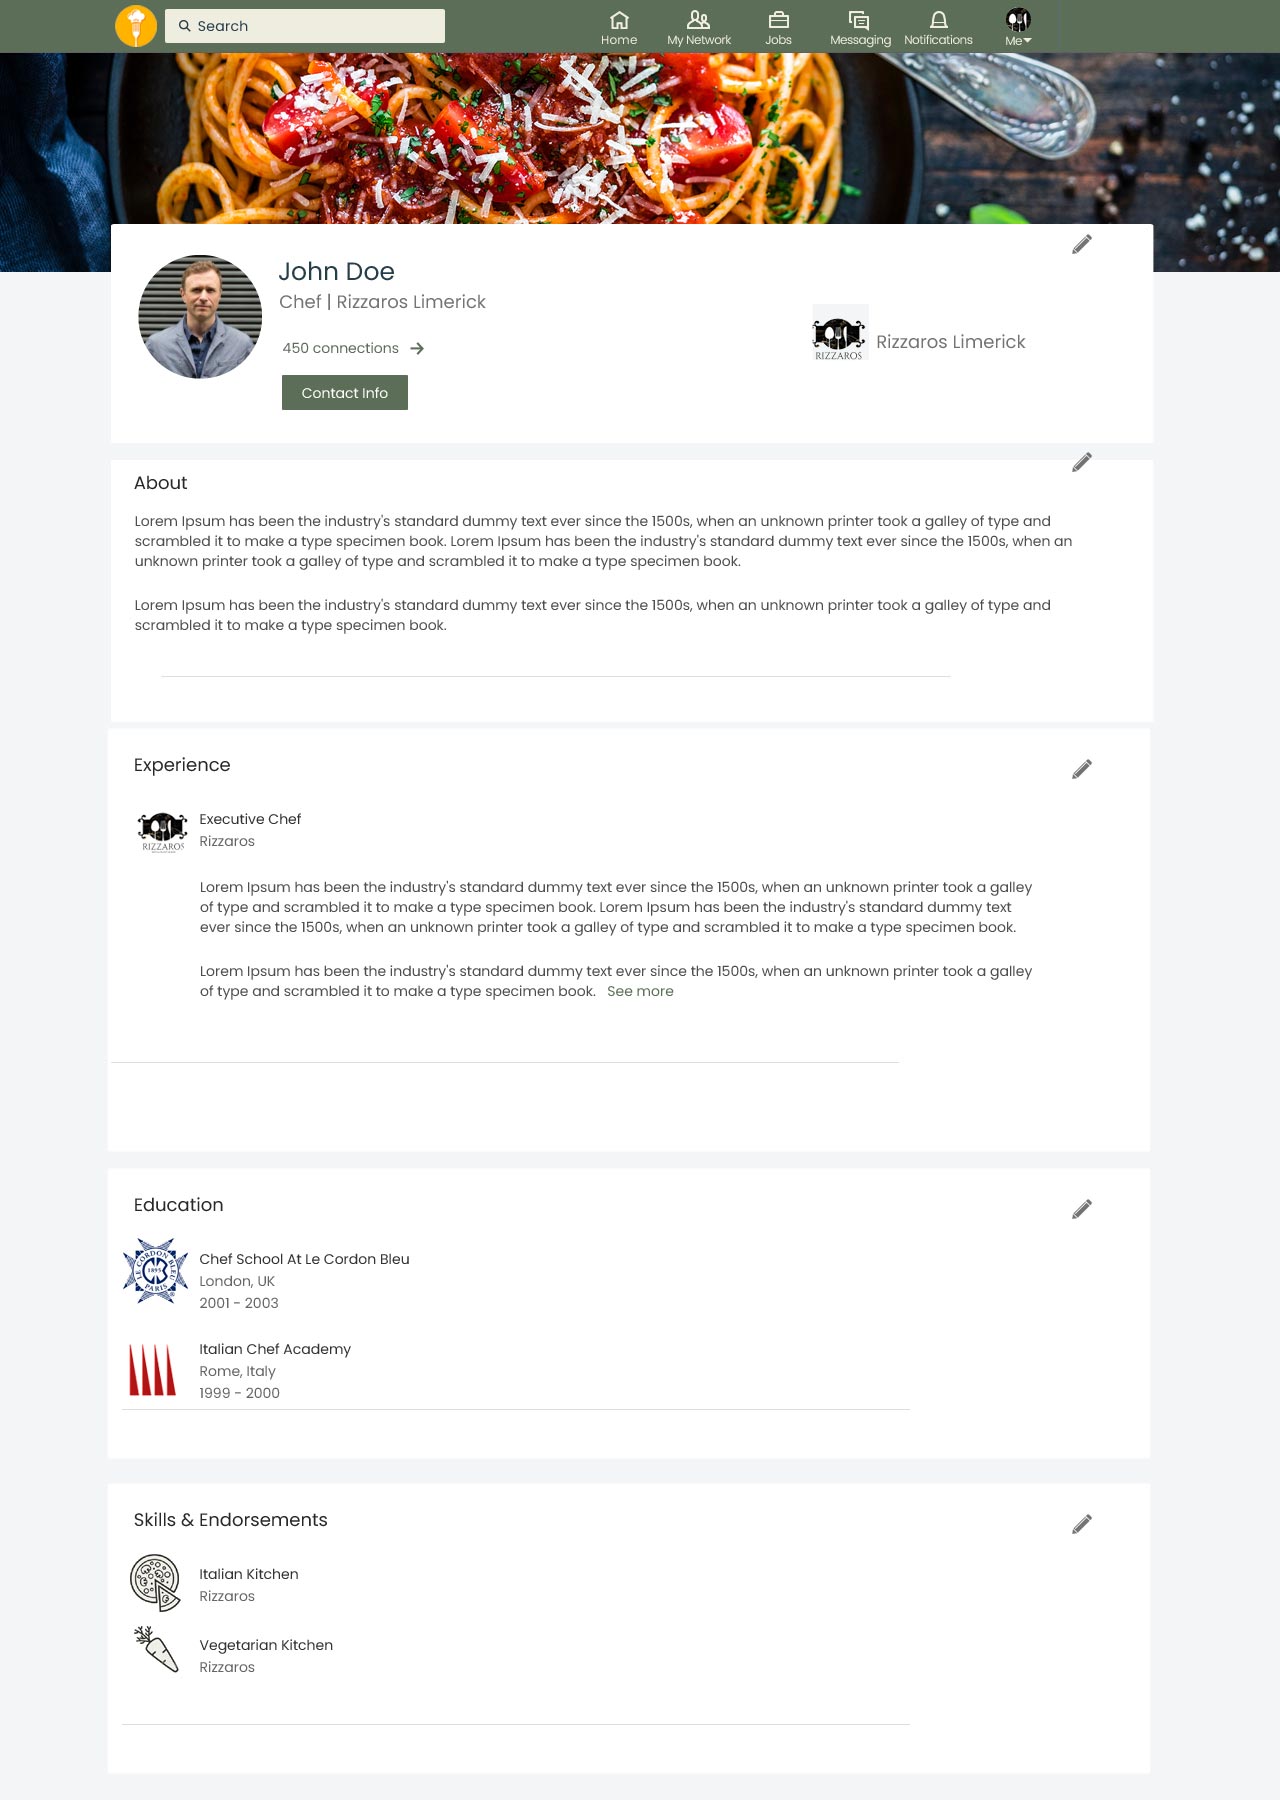 Search
Home
My Network
Jobs
Messaging
Notifications
Me
John Doe
Chef | Rizzaros Limerick
450 connections
Contact Info
RIZZAROS
Rizzaros Limerick
About
Lorem Ipsum has been the industry's standard dummy text ever since the 1500s, when an unknown printer took a galley of type and
scrambled it to make a type specimen book. Lorem Ipsum has been the industry's standard dummy text ever since the 1500s, when an
unknown printer took a galley of type and scrambled it to make a type specimen book.
Lorem Ipsum has been the industry's standard dummy text ever since the 1500s, when an unknown printer took a galley of type and
scrambled it to make a type specimen book.
Experience
RIZZAROS
Executive Chef
Rizzaros
Lorem Ipsum has been the industry's standard dummy text ever since the 1500s, when an unknown printer took a galley
of type and scrambled it to make a type specimen book. Lorem Ipsum has been the industry's standard dummy text
ever since the 1500s, when an unknown printer took a galley of type and scrambled it to make a type specimen book.
Lorem Ipsum has been the industry's standard dummy text ever since the 1500s, when an unknown printer took a galley
of type and scrambled it to make a type specimen book. See more
Education
LE CORDON BLEU
1895
PARIS
®
Chef School At Le Cordon Bleu
London, UK
2001 - 2003
Italian Chef Academy
Rome, Italy
1999 - 2000
Skills & Endorsements
Italian Kitchen
Rizzaros
Vegetarian Kitchen
Rizzaros